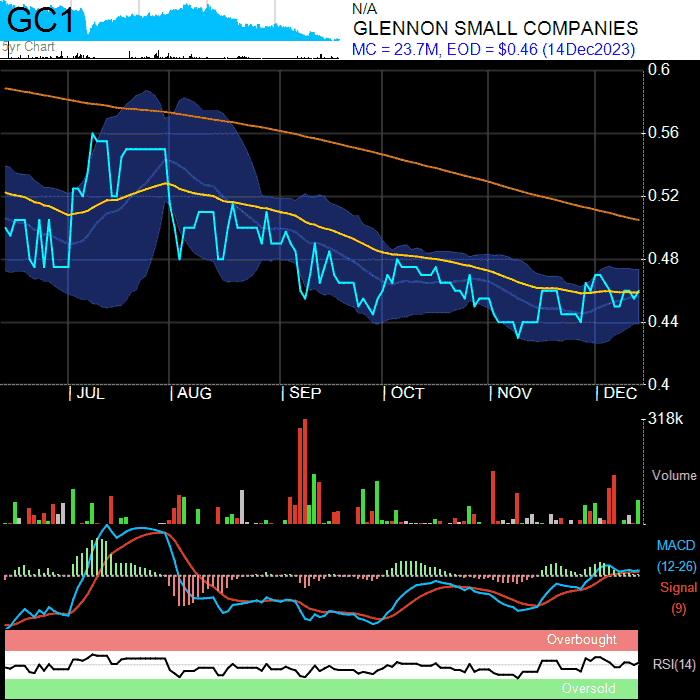 GC1
5yr Chart
N/A
GLENNON SMALL COMPANIES
MC = 23.7M, EOD = $0.46 (14Dec2023)
0.6
0.56
0.52
0.48
0.44
0.4
| JUL | AUG | SEP | OCT | NOV | DEC
318k
Volume
MACD
(12-26)
Signal
(9)
Overbought
RSI(14)
Oversold